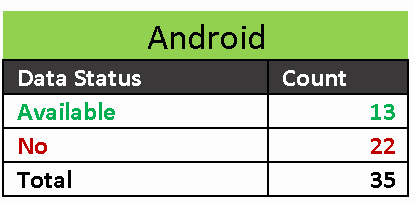 Android
Data Status Count
Available 13
No 22
Total 35